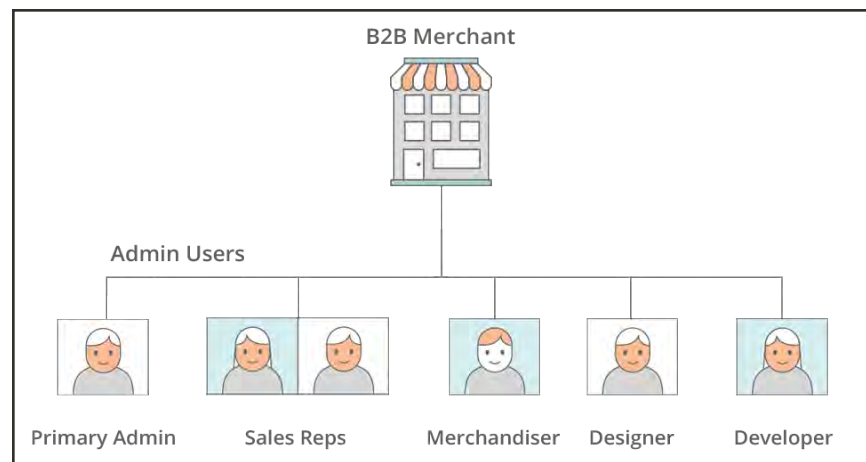 B2B Merchant
Admin Users
Primary Admin
Sales Reps
Merchandiser
Designer
Developer